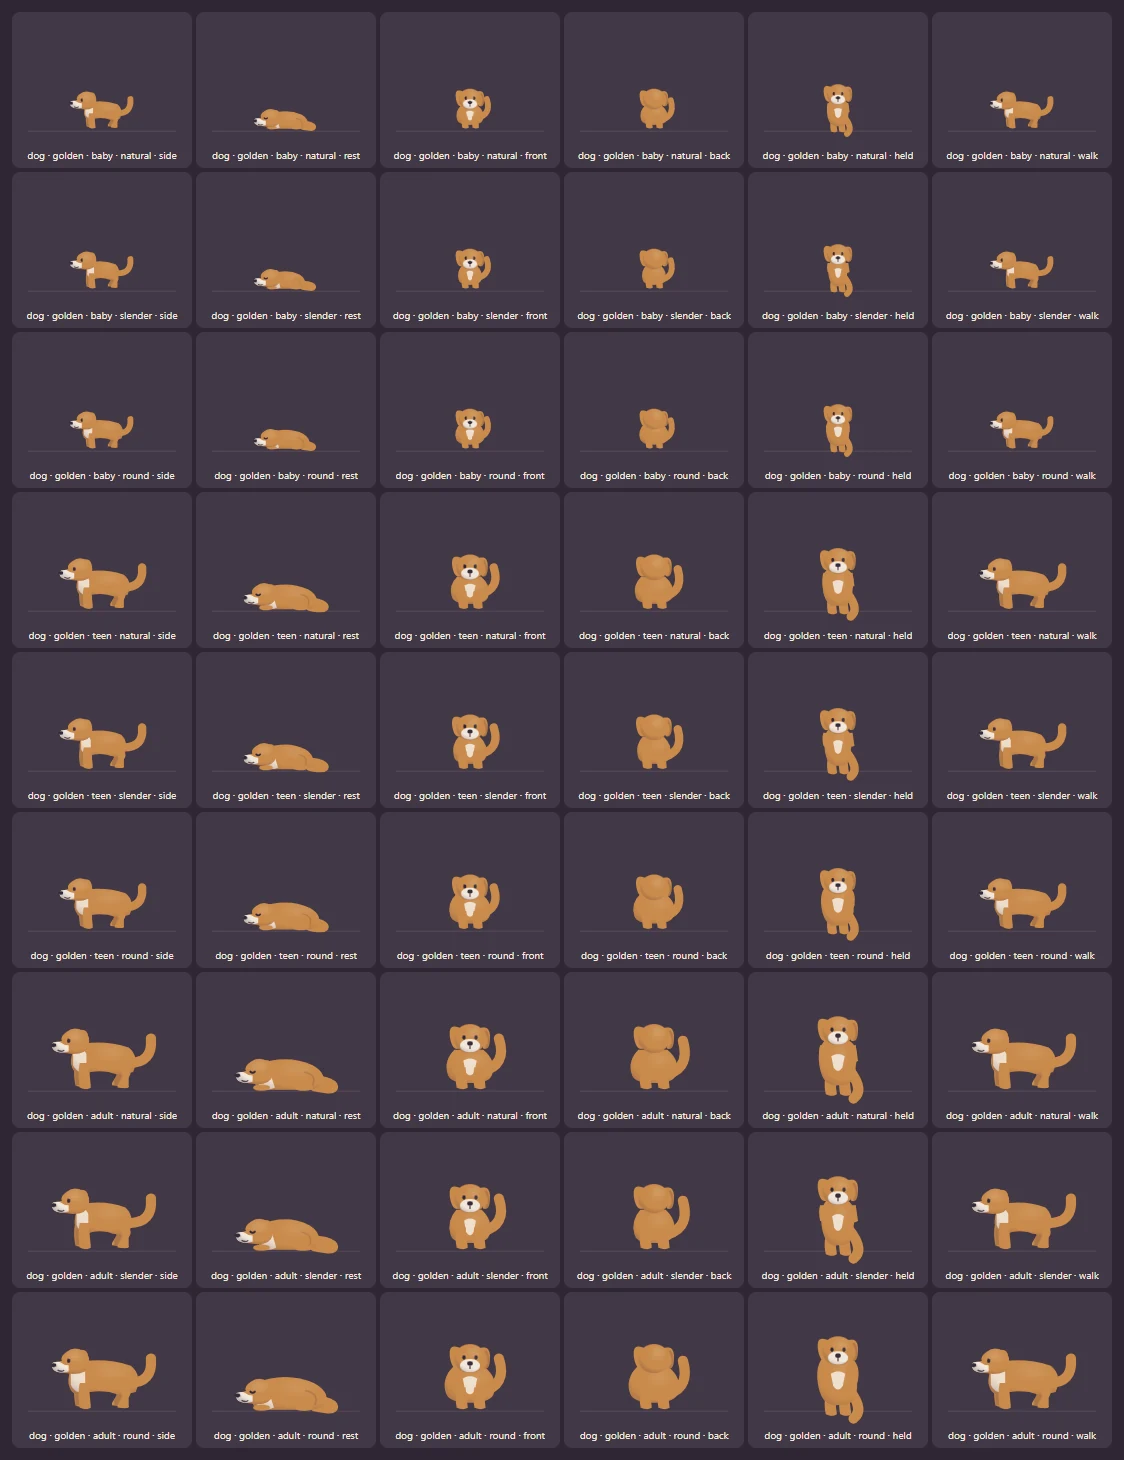 dog · golden · baby · natural · side
dog · golden · baby · natural · rest
dog · golden · baby · natural · front
dog · golden · baby · natural · back
dog · golden · baby · natural · held
dog · golden · baby · natural · walk
dog · golden · baby · slender · side
dog · golden · baby · slender · rest
dog · golden · baby · slender · front
dog · golden · baby · slender · back
dog · golden · baby · slender · held
dog · golden · baby · slender · walk
dog · golden · baby · round · side
dog · golden · baby · round · rest
dog · golden · baby · round · front
dog · golden · baby · round · back
dog · golden · baby · round · held
dog · golden · baby · round · walk
dog · golden · teen · natural · side
dog · golden · teen · natural · rest
dog · golden · teen · natural · front
dog · golden · teen · natural · back
dog · golden · teen · natural · held
dog · golden · teen · natural · walk
dog · golden · teen · slender · side
dog · golden · teen · slender · rest
dog · golden · teen · slender · front
dog · golden · teen · slender · back
dog · golden · teen · slender · held
dog · golden · teen · slender · walk
dog · golden · teen · round · side
dog · golden · teen · round · rest
dog · golden · teen · round · front
dog · golden · teen · round · back
dog · golden · teen · round · held
dog · golden · teen · round · walk
dog · golden · adult · natural · side
dog · golden · adult · natural · rest
dog · golden · adult · natural · front
dog · golden · adult · natural · back
dog · golden · adult · natural · held
dog · golden · adult · natural · walk
dog · golden · adult · slender · side
dog · golden · adult · slender · rest
dog · golden · adult · slender · front
dog · golden · adult · slender · back
dog · golden · adult · slender · held
dog · golden · adult · slender · walk
dog · golden · adult · round · side
dog · golden · adult · round · rest
dog · golden · adult · round · front
dog · golden · adult · round · back
dog · golden · adult · round · held
dog · golden · adult · round · walk